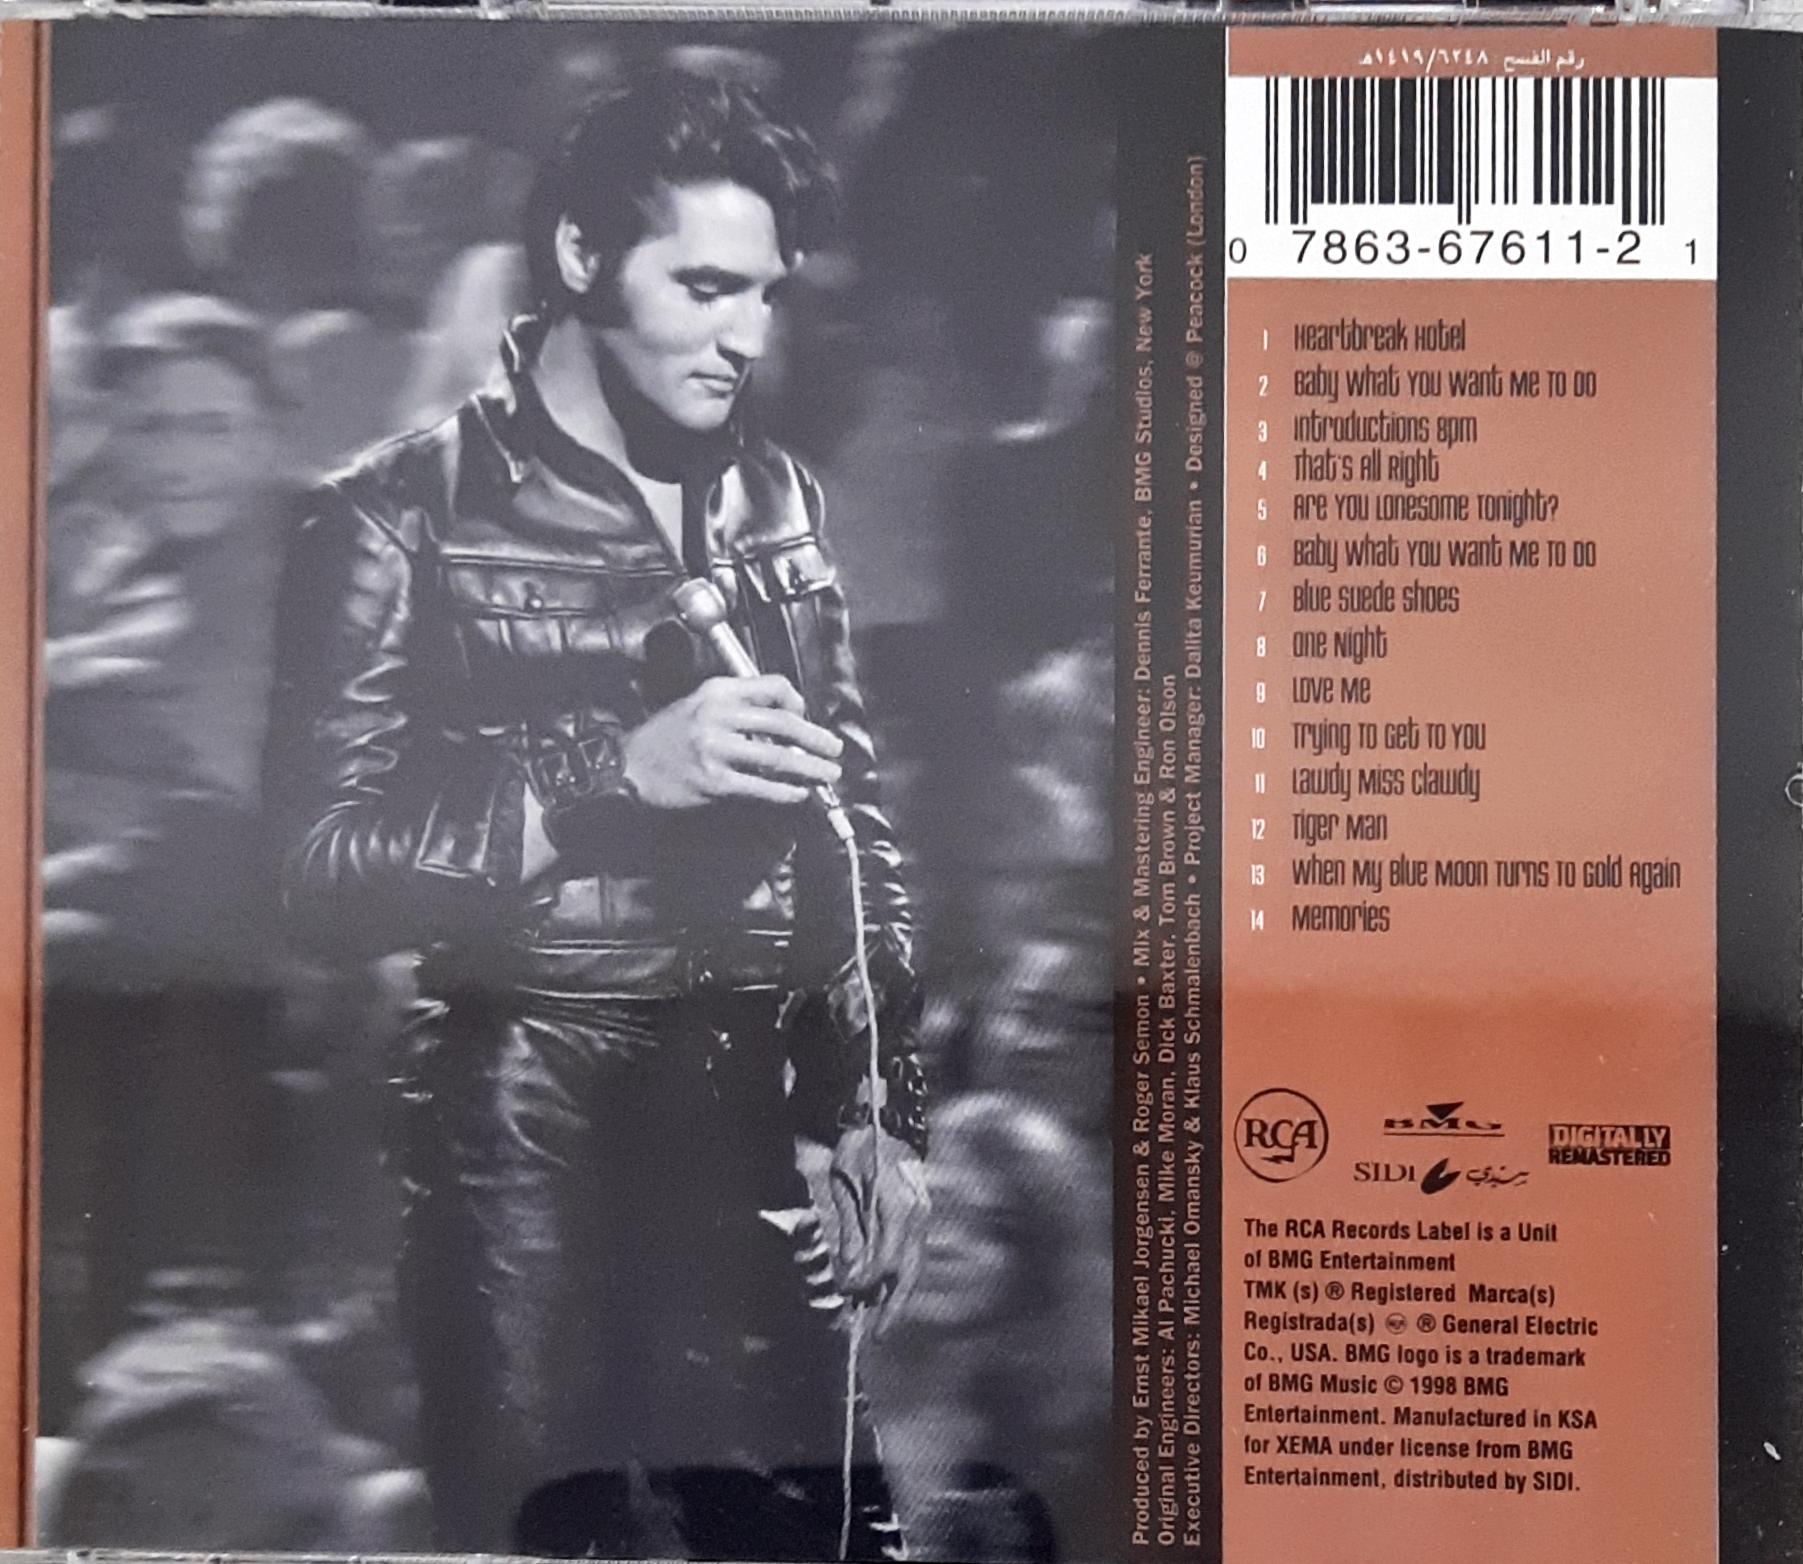 رقم الفسح ٦٢٤٨/١٤١٩هـ
0 7863-67611-2 1
1 Heartbreak Hotel
2 Baby What You Want Me To Do
3 Introductions 8pm
4 That's All Right
5 Are You Lonesome Tonight?
6 Baby What You Want Me To Do
7 Blue Suede Shoes
8 One Night
9 Love Me
10 Trying To Get To You
11 Lawdy Miss Clawdy
12 Tiger Man
13 When My Blue Moon Turns To Gold Again
14 Memories
Produced by Ernst Mikael Jorgensen & Roger Semon • Mix & Mastering Engineer: Dennis Ferrante, BMG Studios, New York
Original Engineers: Al Pachucki, Mike Moran, Dick Baxter, Tom Brown & Ron Olson
Executive Directors: Michael Omansky & Klaus Schmalenbach • Project Manager: Dalita Keumurian • Designed @ Peacock (London)
RCA
BMG
SIDI سيدي
DIGITALLY
REMASTERED
The RCA Records Label is a Unit
of BMG Entertainment
TMK (s) ® Registered Marca(s)
Registrada(s) RCA ® General Electric
Co., USA. BMG logo is a trademark
of BMG Music © 1998 BMG
Entertainment. Manufactured in KSA
for XEMA under license from BMG
Entertainment, distributed by SIDI.